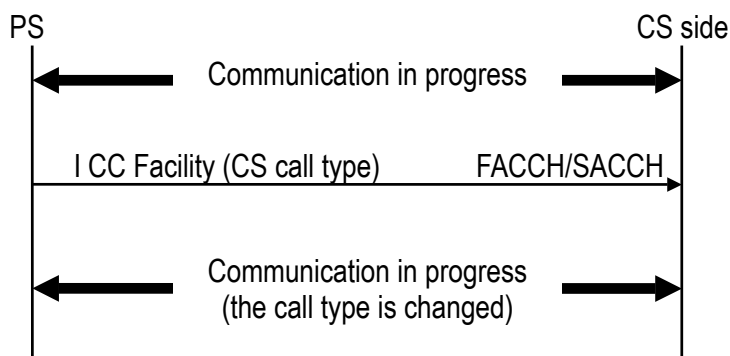 PS CS side
Communication in progress
I CC Facility (CS call type) FACCH/SACCH
Communication in progress
(the call type is changed)